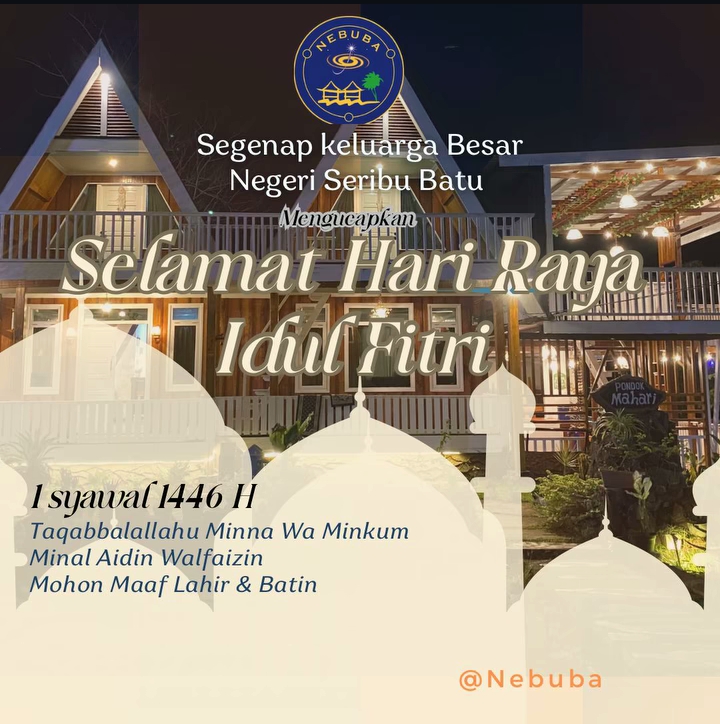 NEBUBA
Segenap keluarga Besar
Negeri Seribu Batu
Mengucapkan
Selamat Hari Raya
Idul Fitri
PONDOK
Mahari
1 syawal 1446 H
Taqabbalallahu Minna Wa Minkum
Minal Aidin Walfaizin
Mohon Maaf Lahir & Batin
@Nebuba